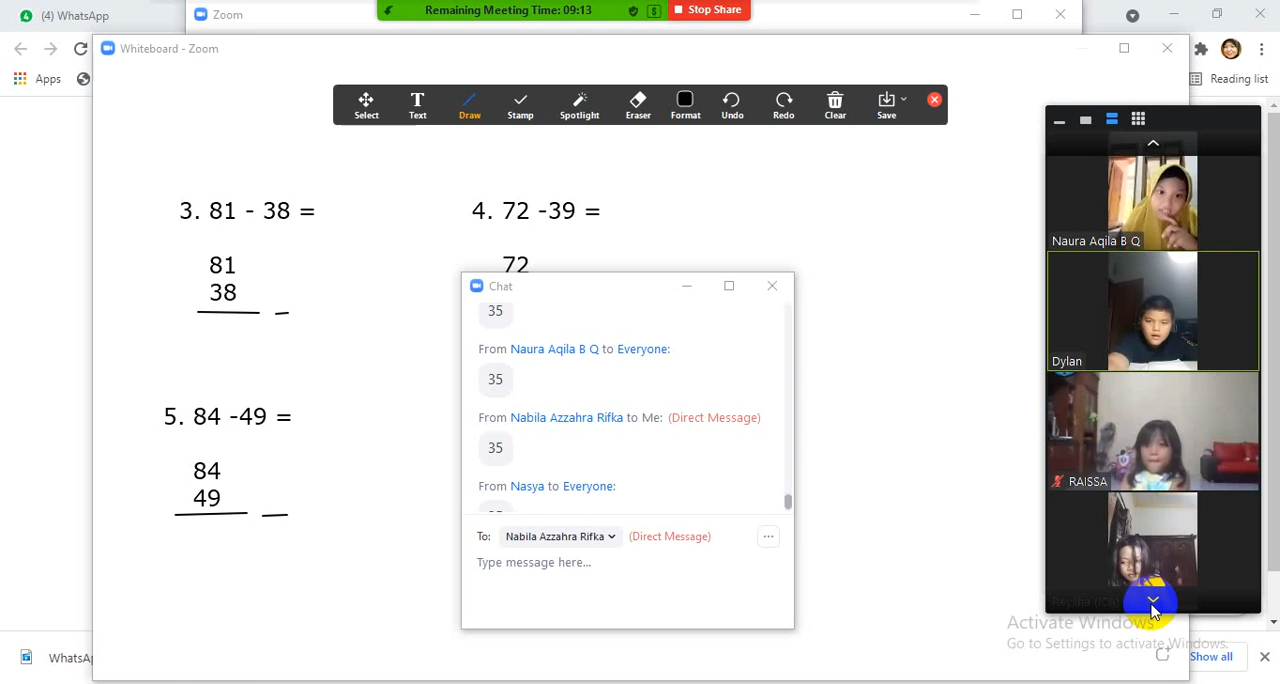 (4) WhatsApp
Zoom
Remaining Meeting Time: 09:13
Stop Share
Whiteboard - Zoom
Apps
Reading list
Select
Text
Draw
Stamp
Spotlight
Eraser
Format
Undo
Redo
Clear
Save
3. 81 - 38 =
81
38
4. 72 -39 =
72
5. 84 -49 =
84
49
Chat
35
From Naura Aqila B Q to Everyone:
35
From Nabila Azzahra Rifka to Me: (Direct Message)
35
From Nasya to Everyone:
To: Nabila Azzahra Rifka (Direct Message)
Type message here...
Naura Aqila B Q
Dylan
RAISSA
Activate Windows
Go to Settings to activate Windows.
WhatsAp
Show all